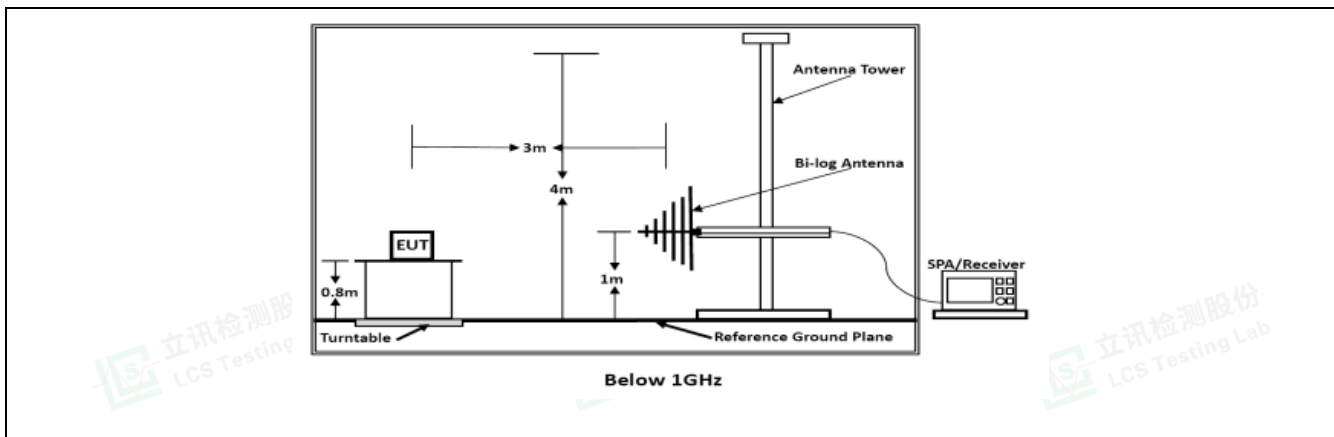 Antenna Tower
3m
Bi-log Antenna
4m
EUT
1m
SPA/Receiver
0.8m
Turntable
Reference Ground Plane
Below 1GHz
立讯检测股
LCS Testing
立讯检测股份
LCS Testing Lab